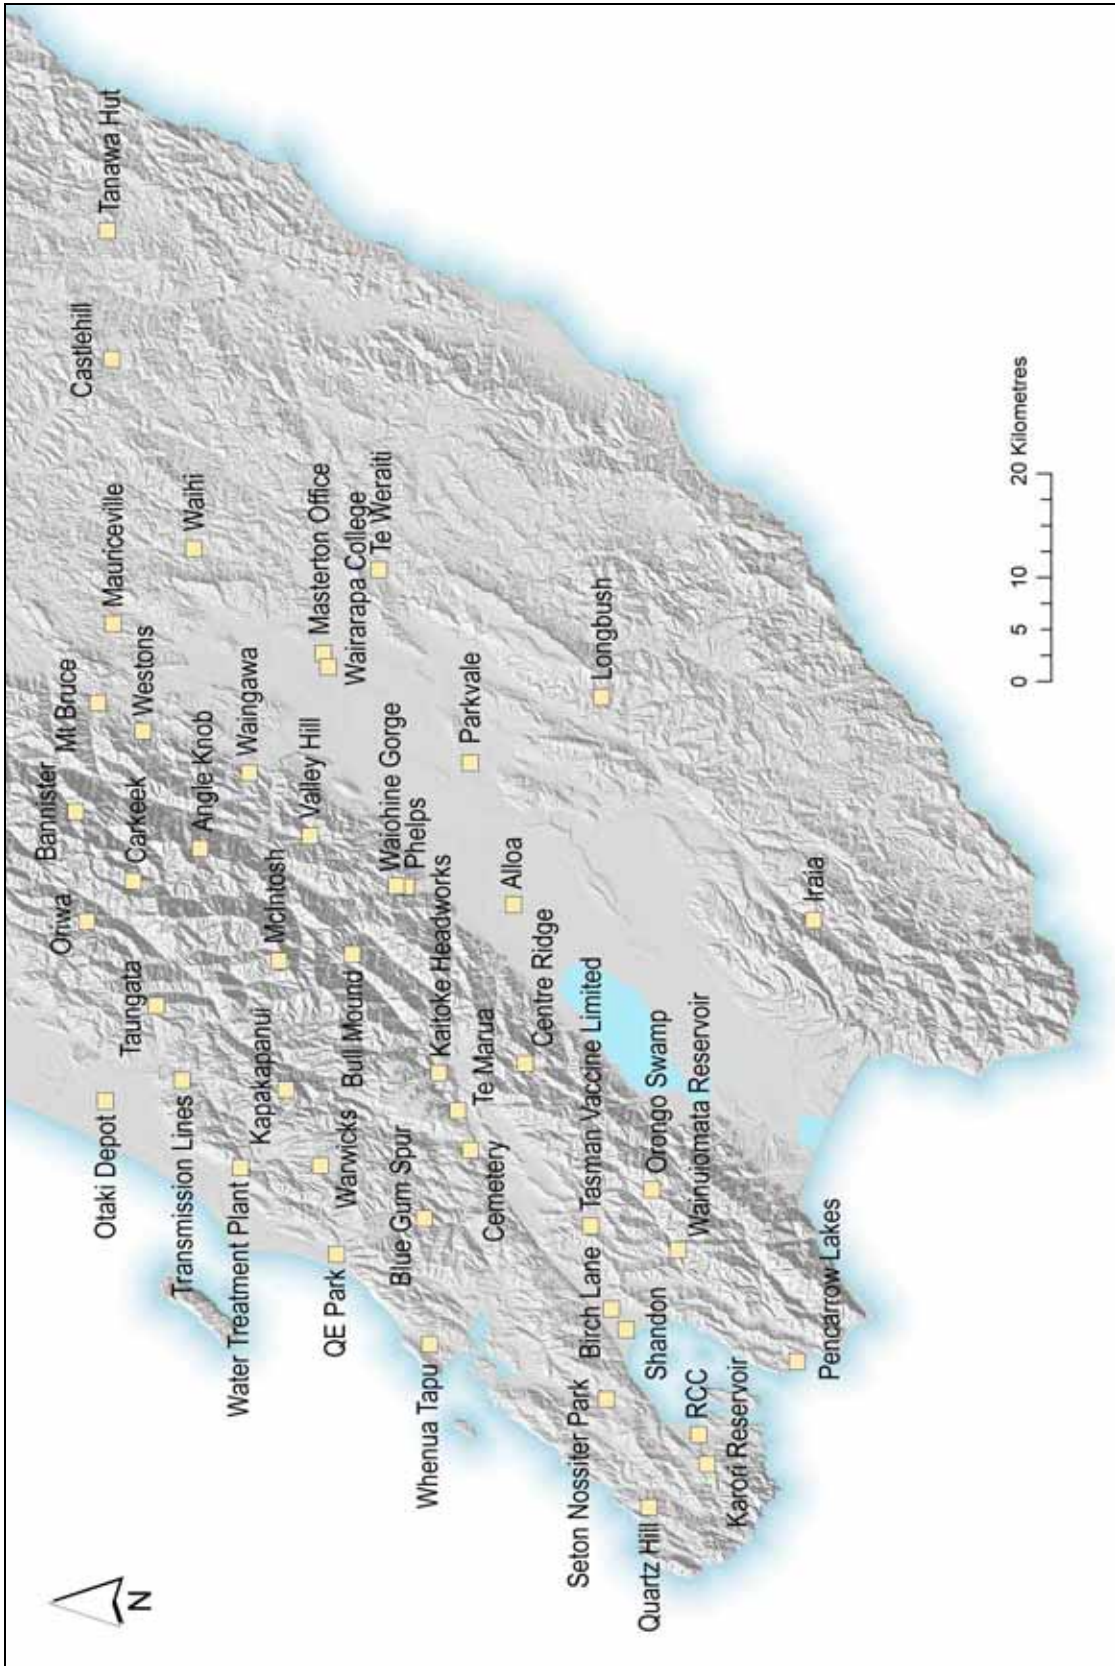 N
Otaki Depot
Taungata
Oriwa
Bannister
Mt Bruce
Castlehill
Tanawa Hut
Mauriceville
Carkeek
Westons
Transmission Lines
Waihi
Angle Knob
Water Treatment Plant
Kapakapanui
McIntosh
Waingawa
QE Park
Warwicks
Bull Mound
Valley Hill
Masterton Office
Wairarapa College
Te Weraiti
Whenua Tapu
Blue Gum Spur
Kaitoke Headworks
Waiohine Gorge
Phelps
Cemetery
Te Marua
Parkvale
Alloa
Centre Ridge
Seton Nossiter Park
Birch Lane
Tasman Vaccine Limited
Longbush
Quartz Hill
Shandon
Orongo Swamp
Wainuiomata Reservoir
RCC
Karori Reservoir
Pencarrow Lakes
Iraia
0 5 10 20 Kilometres